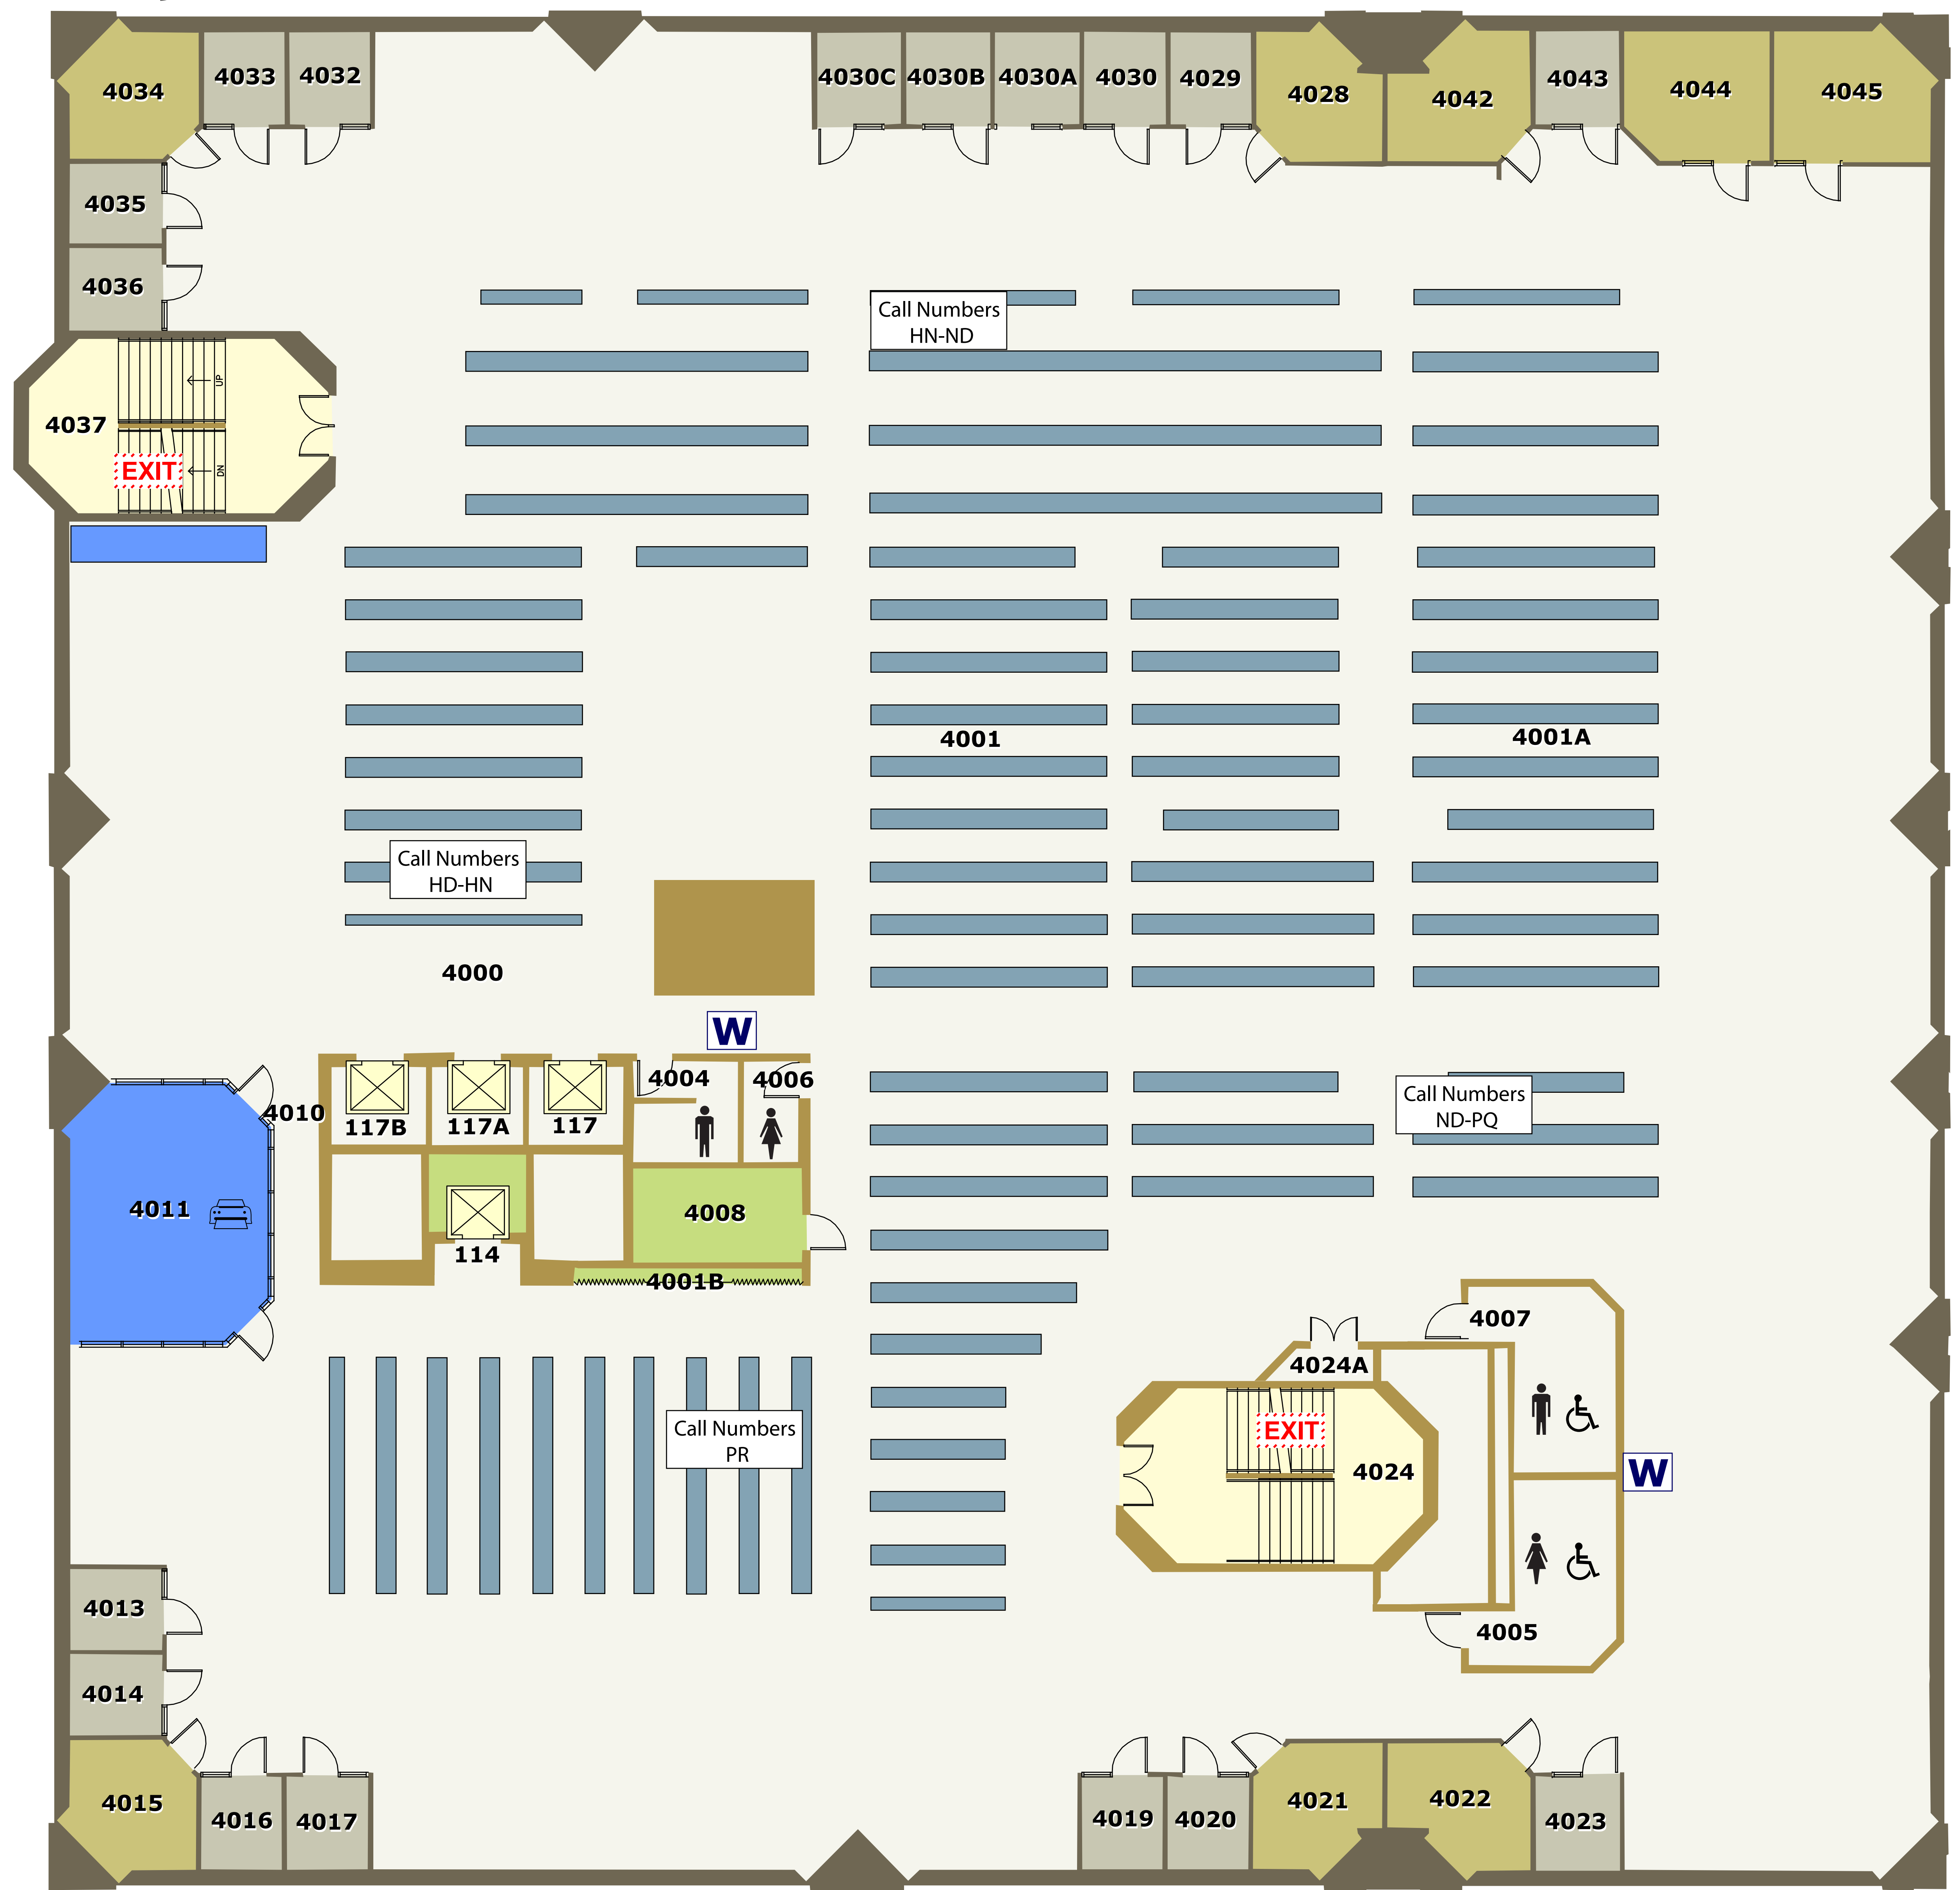 4034
4033
4032
4030C
4030B
4030A
4030
4029
4028
4042
4043
4044
4045
4035
4036
Call Numbers
HN-ND
UP
4037
EXIT
DN
4001
4001A
Call Numbers
HD-HN
4000
W
4004
4006
4010
117B
117A
117
Call Numbers
ND-PQ
4011
4008
114
4001B
4007
4024A
Call Numbers
PR
EXIT
4024
W
4013
4005
4014
4015
4016
4017
4019
4020
4021
4022
4023